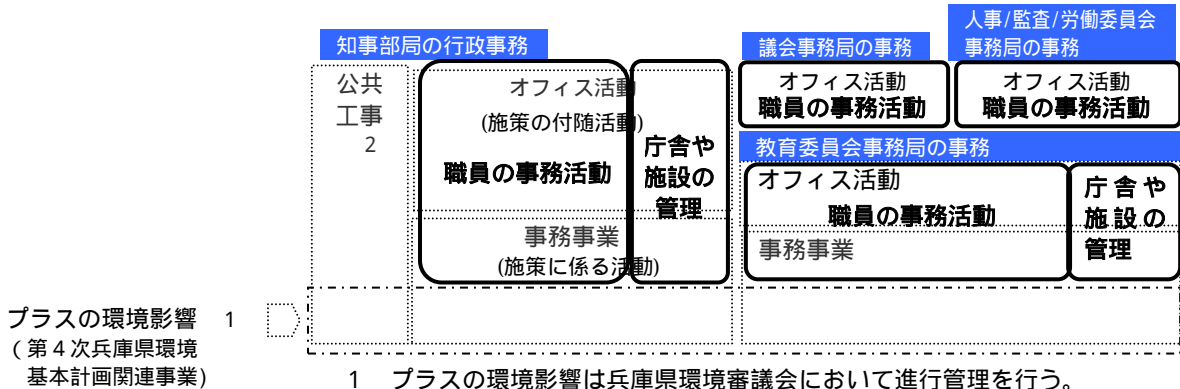 人事/監査/労働委員会
知事部局の行政事務
議会事務局の事務
事務局の事務
公共
工事
2
オフィス活動
(施策の付随活動)
職員の事務活動
事務事業
(施策に係る活動)
庁舎や
施設の
管理
オフィス活動
職員の事務活動
オフィス活動
職員の事務活動
教育委員会事務局の事務
オフィス活動
職員の事務活動
事務事業
庁舎や
施設の
管理
プラスの環境影響 1
(第4次兵庫県環境
基本計画関連事業)
1 プラスの環境影響は兵庫県環境審議会において進行管理を行う。